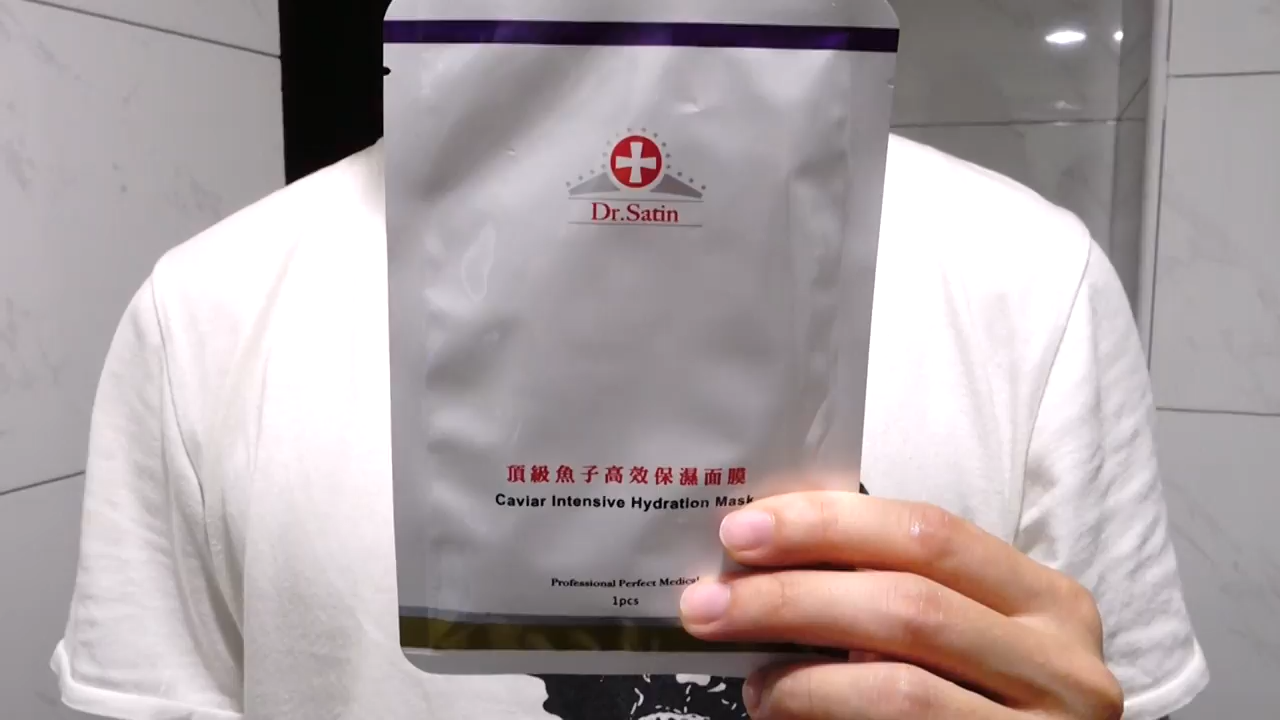 Dr.Satin
頂級魚子高效保濕面膜
Caviar Intensive Hydration Mask
Professional Perfect Medical
1pcs